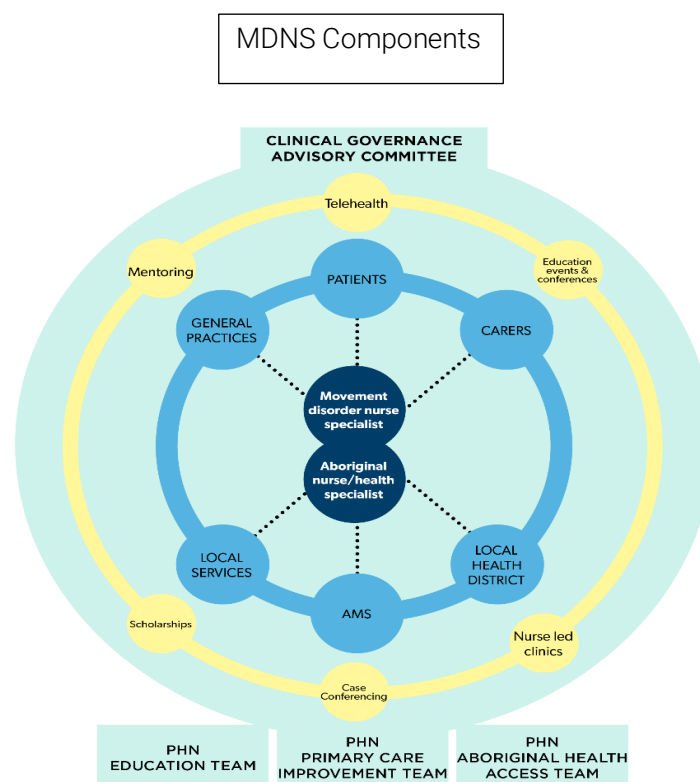 MDNS Components
CLINICAL GOVERNANCE
ADVISORY COMMITTEE
Telehealth
Mentoring
Education
events &
conferences
PATIENTS
GENERAL
PRACTICES
CARERS
Movement
disorder nurse
specialist
Aboriginal
nurse/health
specialist
LOCAL
SERVICES
LOCAL
HEALTH
DISTRICT
AMS
Scholarships
Nurse led
clinics
Case
Conferencing
PHN
EDUCATION TEAM
PHN
PRIMARY CARE
IMPROVEMENT TEAM
PHN
ABORIGINAL HEALTH
ACCESS TEAM